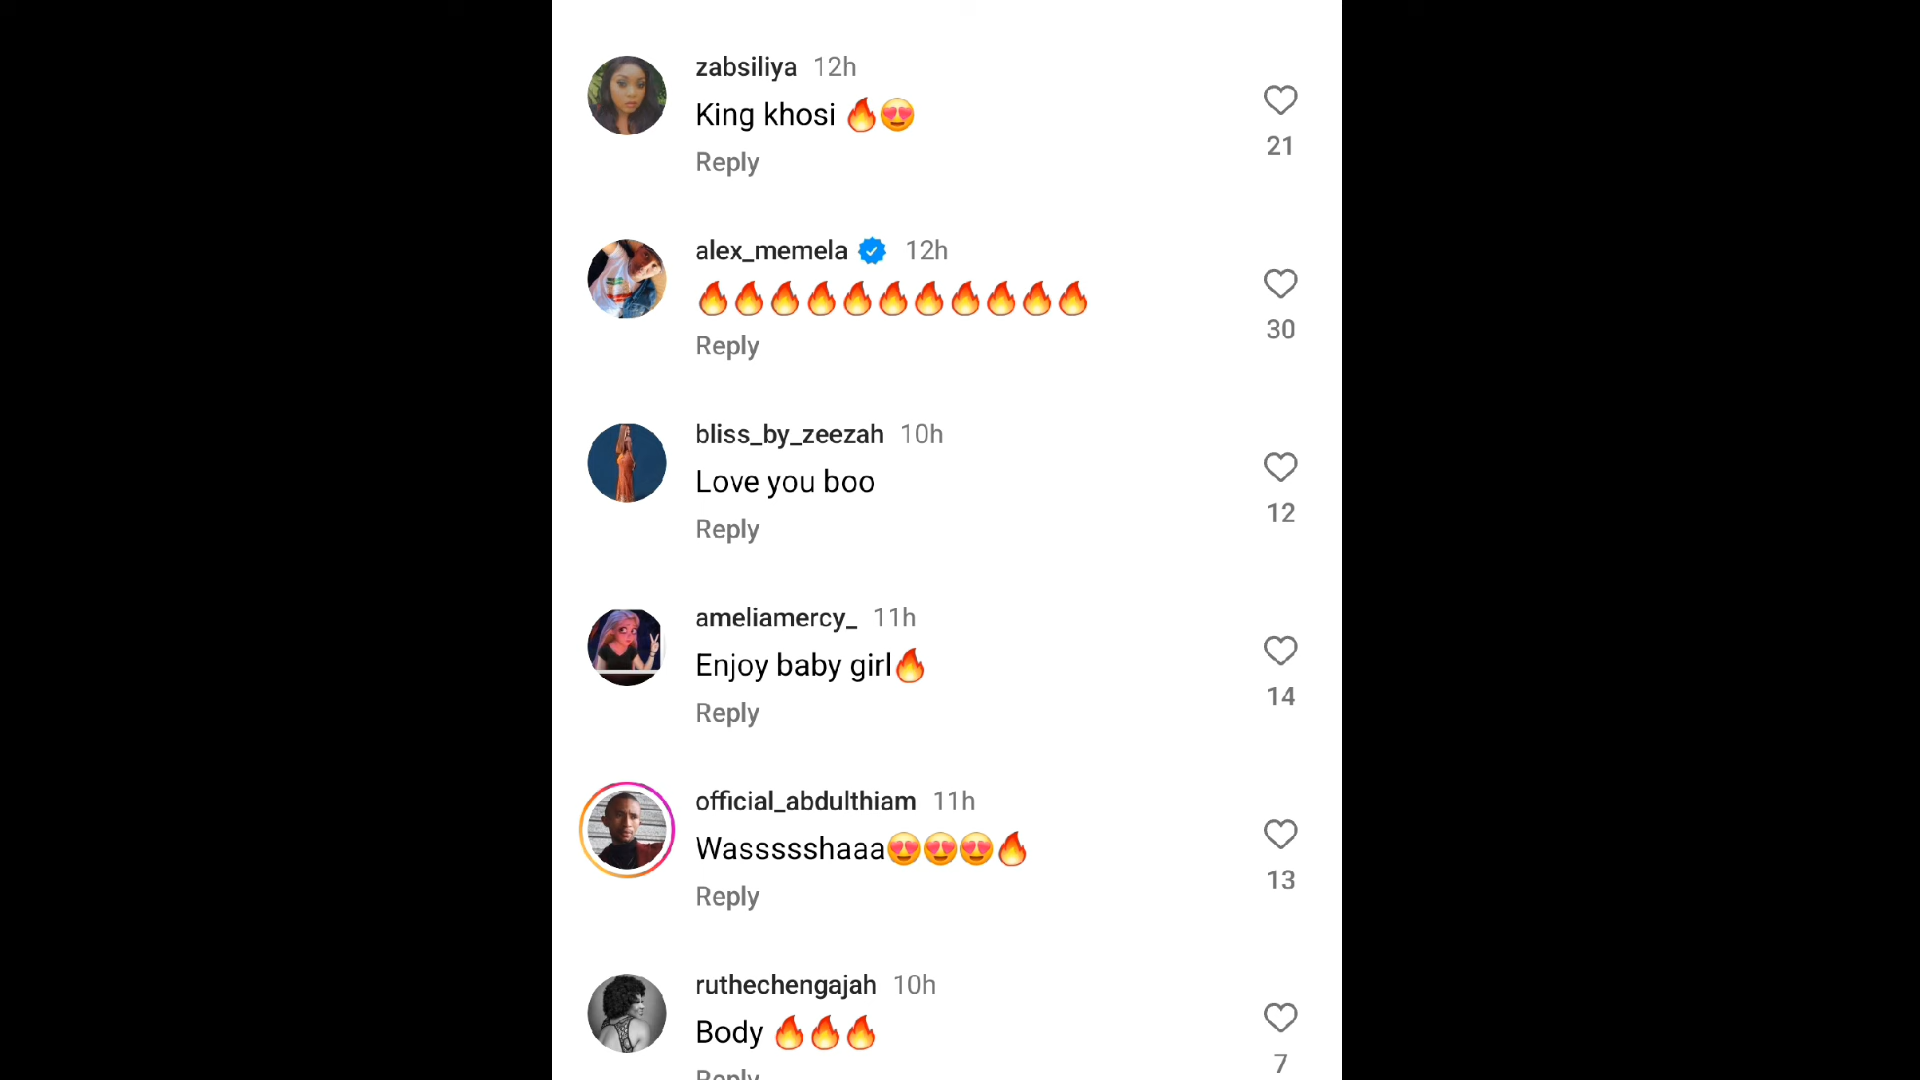 zabsiliya 12h
King khosi 🔥😍
Reply
21
alex_memela 12h
🔥🔥🔥🔥🔥🔥🔥🔥🔥🔥🔥
Reply
30
bliss_by_zeezah 10h
Love you boo
Reply
12
ameliamercy_ 11h
Enjoy baby girl🔥
Reply
14
official_abdulthiam 11h
Wassssshaaa😍😍😍🔥
Reply
13
ruthechengajah 10h
Body 🔥🔥🔥
Reply
7